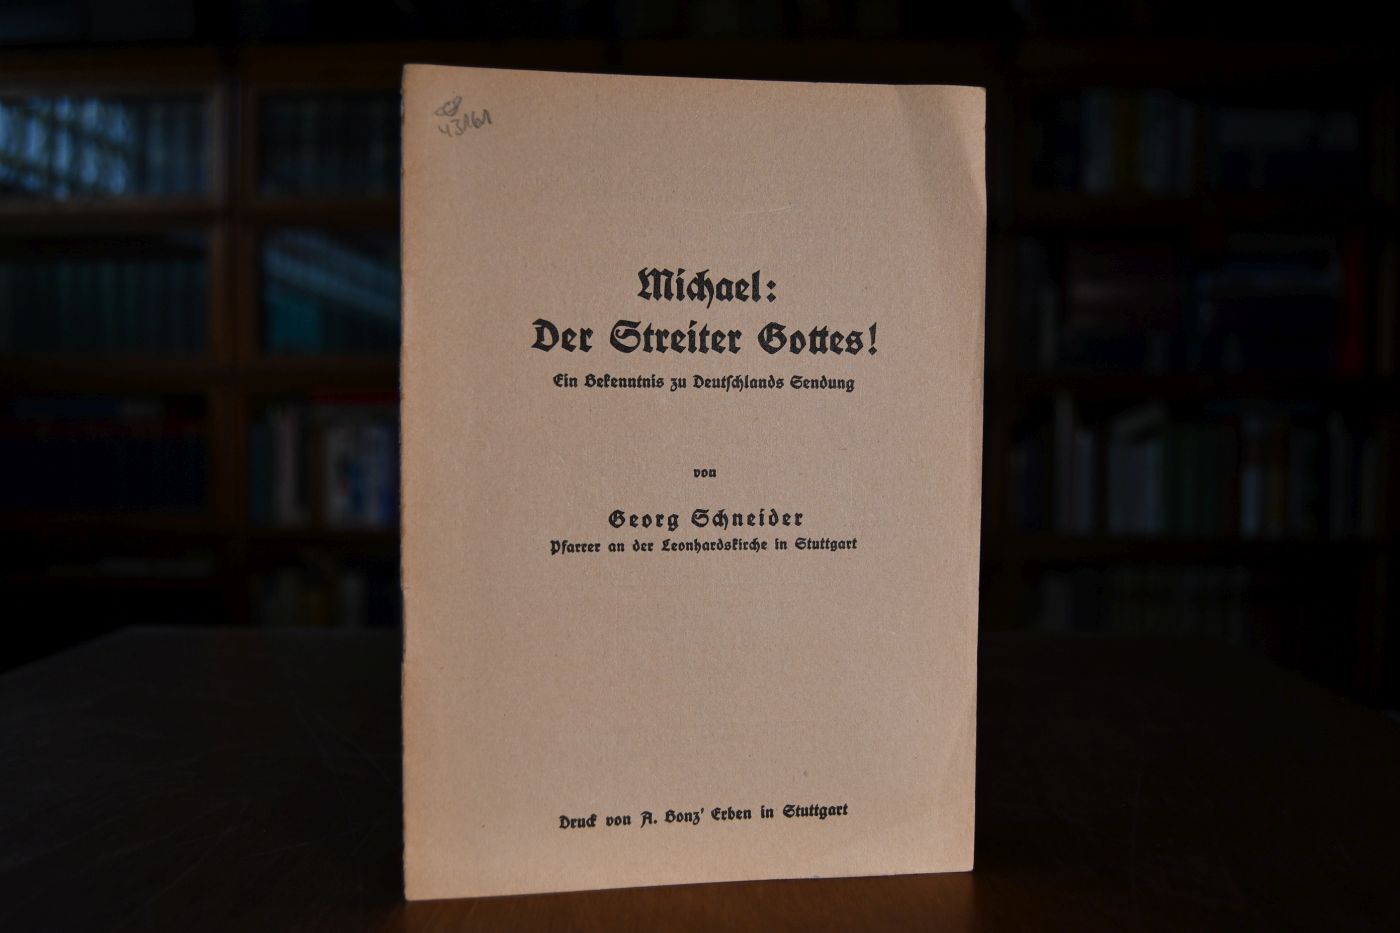 43161
Michael:
Der Streiter Gottes!
Ein Bekenntnis zu Deutschlands Sendung
von
Georg Schneider
Pfarrer an der Leonhardskirche in Stuttgart
Druck von A. Bonz' Erben in Stuttgart